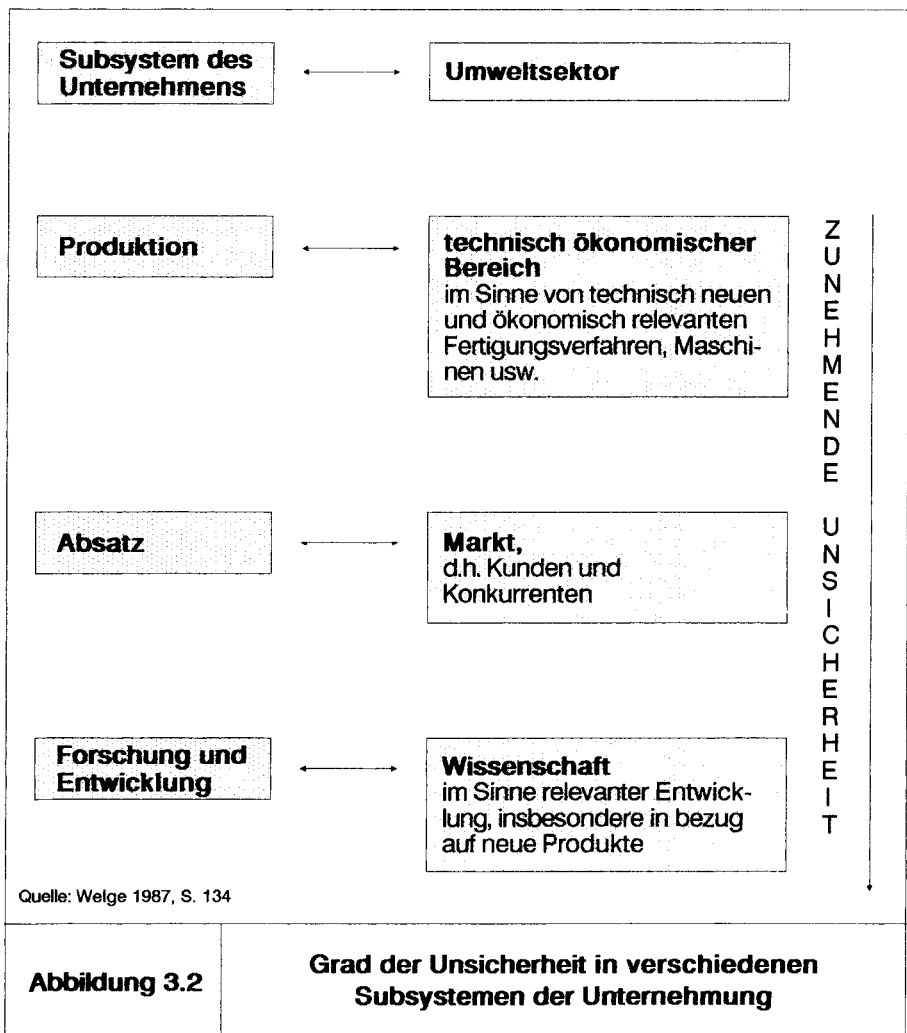 Subsystem des
Unternehmens
Umweltsektor
Produktion
technisch ökonomischer
Bereich
im Sinne von technisch neuen
und ökonomisch relevanten
Fertigungsverfahren, Maschi-
nen usw.
Absatz
Markt,
d.h. Kunden und
Konkurrenten
Forschung und
Entwicklung
Wissenschaft
im Sinne relevanter Entwick-
lung, insbesondere in bezug
auf neue Produkte
ZUNEHMENDE UNSICHERHEIT
Quelle: Welge 1987, S. 134
Abbildung 3.2
Grad der Unsicherheit in verschiedenen
Subsystemen der Unternehmung